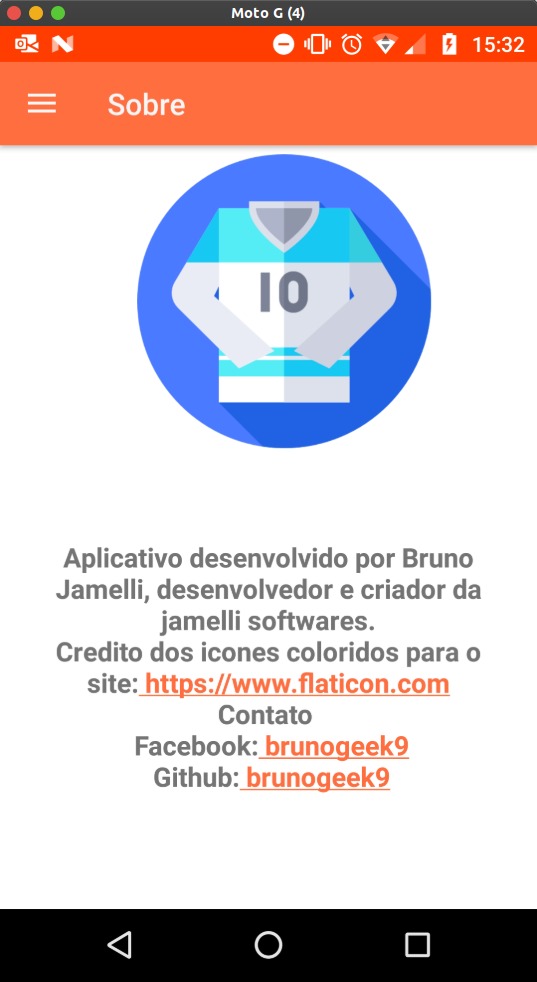 Moto G (4)
15:32
Sobre
10
Aplicativo desenvolvido por Bruno
Jamelli, desenvolvedor e criador da
jamelli softwares.
Credito dos icones coloridos para o
site: https://www.flaticon.com
Contato
Facebook: brunogeek9
Github: brunogeek9